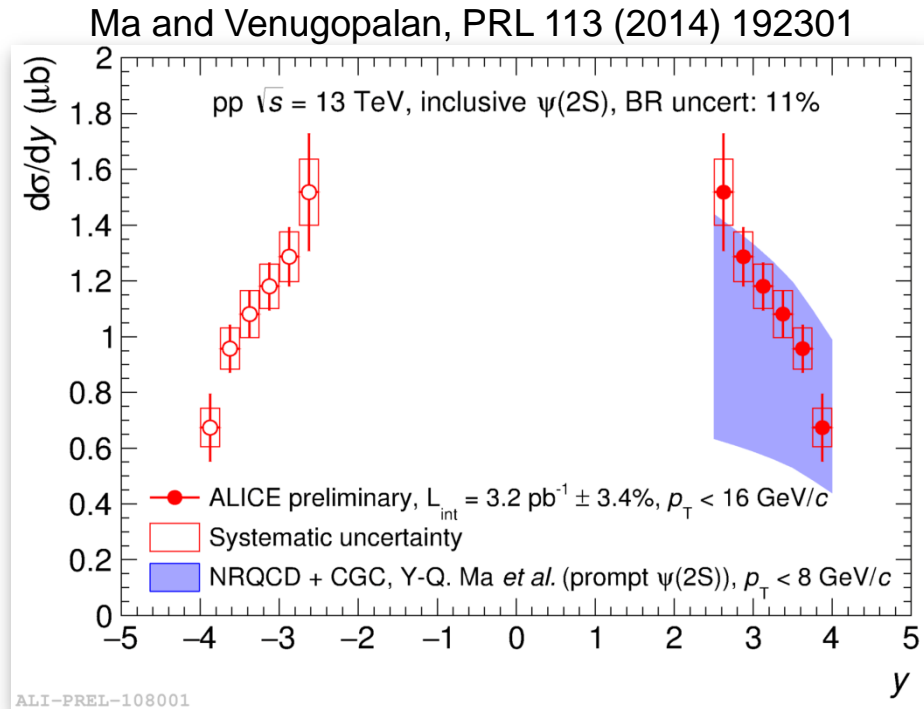 Ma and Venugopalan, PRL 113 (2014) 192301
dσ/dy (μb)
pp √s = 13 TeV, inclusive ψ(2S), BR uncert: 11%
2
1.8
1.6
1.4
1.2
1
0.8
0.6
0.4
0.2
0
ALICE preliminary, L_int = 3.2 pb⁻¹ ± 3.4%, p_T < 16 GeV/c
Systematic uncertainty
NRQCD + CGC, Y-Q. Ma et al. (prompt ψ(2S)), p_T < 8 GeV/c
−5 −4 −3 −2 −1 0 1 2 3 4 5
y
ALI−PREL−108001